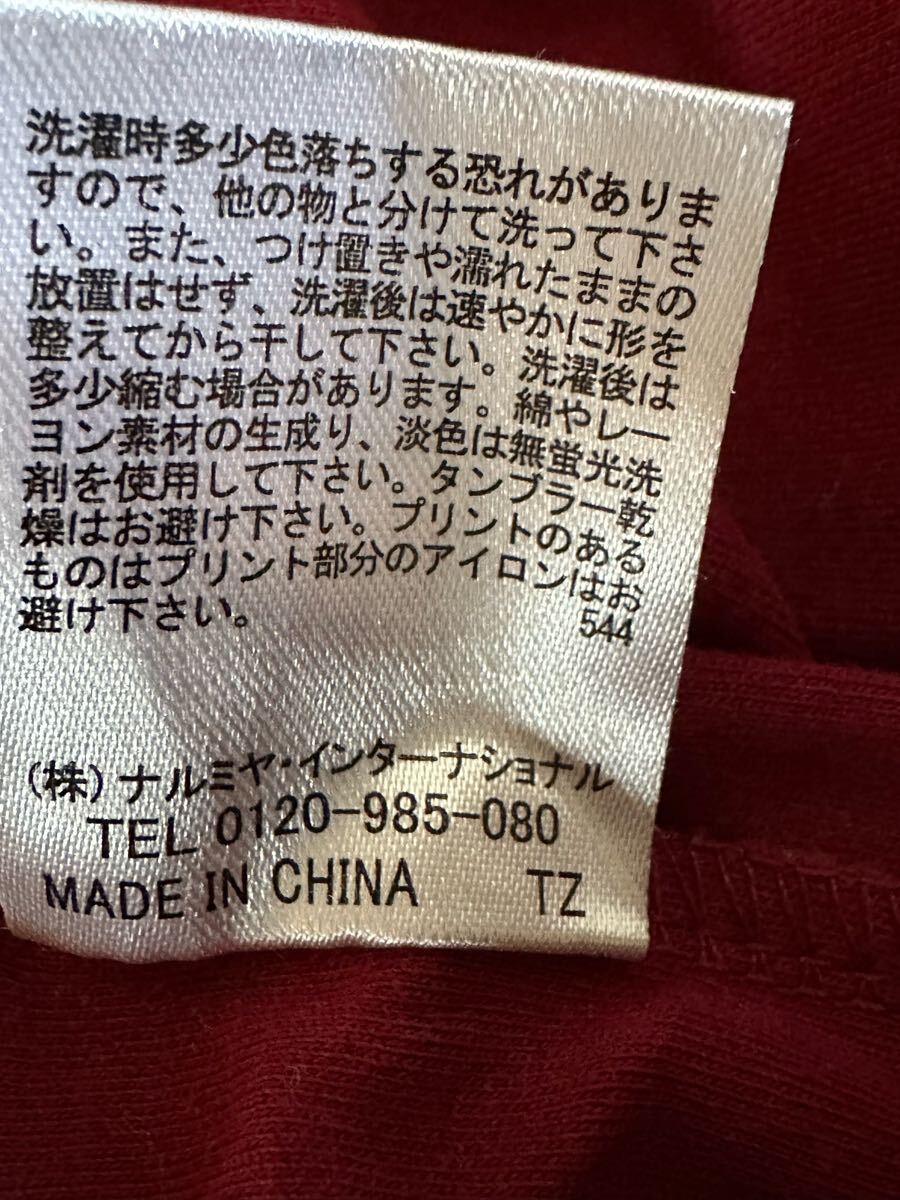 洗濯時多少色落ちする恐れがありま
すので、他の物と分けて洗って下さ
い。また、つけ置きや濡れたままの
放置はせず、洗濯後は速やかに形を
整えてから干して下さい。洗濯後は
多少縮む場合があります。綿やレー
ヨン素材の生成り、淡色は無蛍光洗
剤を使用して下さい。タンブラー乾
燥はお避け下さい。プリントのある
ものはプリント部分のアイロンはお
避け下さい。
544
(株)ナルミヤ・インターナショナル
TEL 0120-985-080
MADE IN CHINA TZ